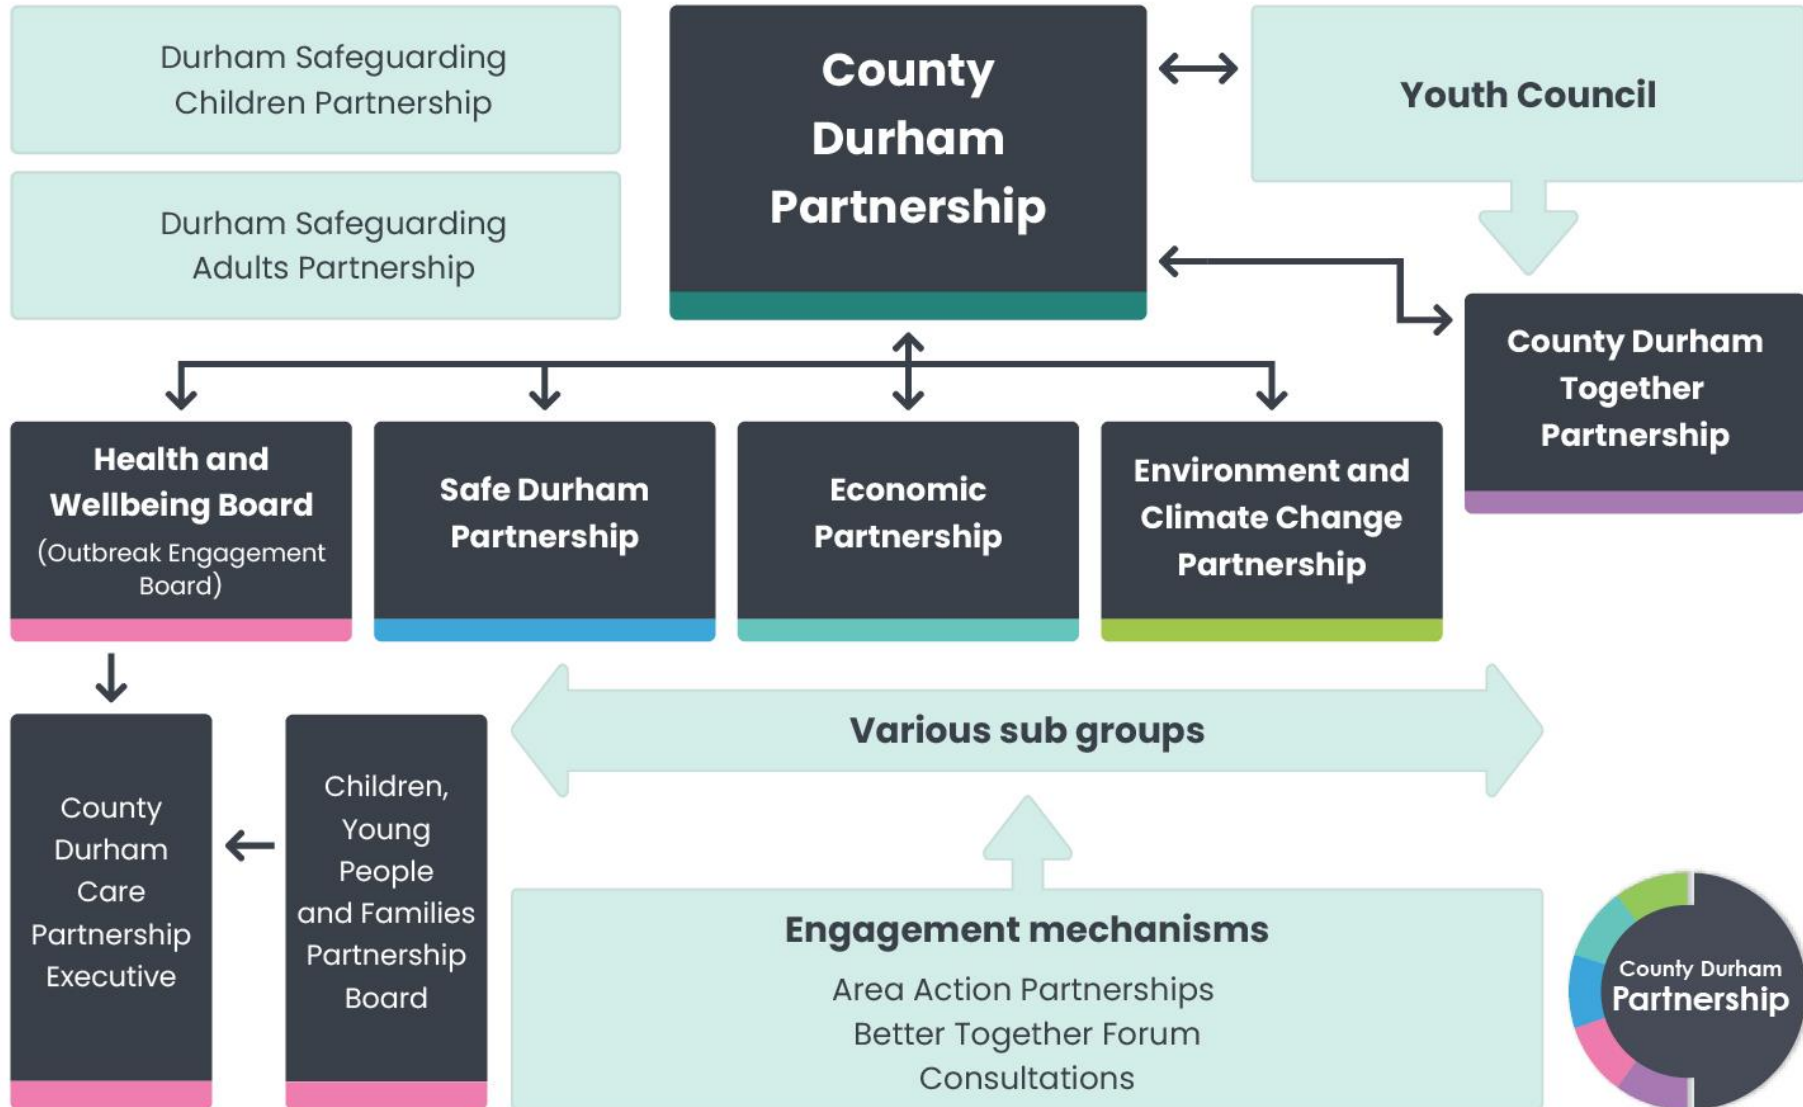 Durham Safeguarding
Children Partnership
Durham Safeguarding
Adults Partnership
County
Durham
Partnership
Youth Council
County Durham
Together
Partnership
Health and
Wellbeing Board
(Outbreak Engagement
Board)
Safe Durham
Partnership
Economic
Partnership
Environment and
Climate Change
Partnership
County
Durham
Care
Partnership
Executive
Children,
Young
People
and Families
Partnership
Board
Various sub groups
Engagement mechanisms
Area Action Partnerships
Better Together Forum
Consultations
County Durham
Partnership